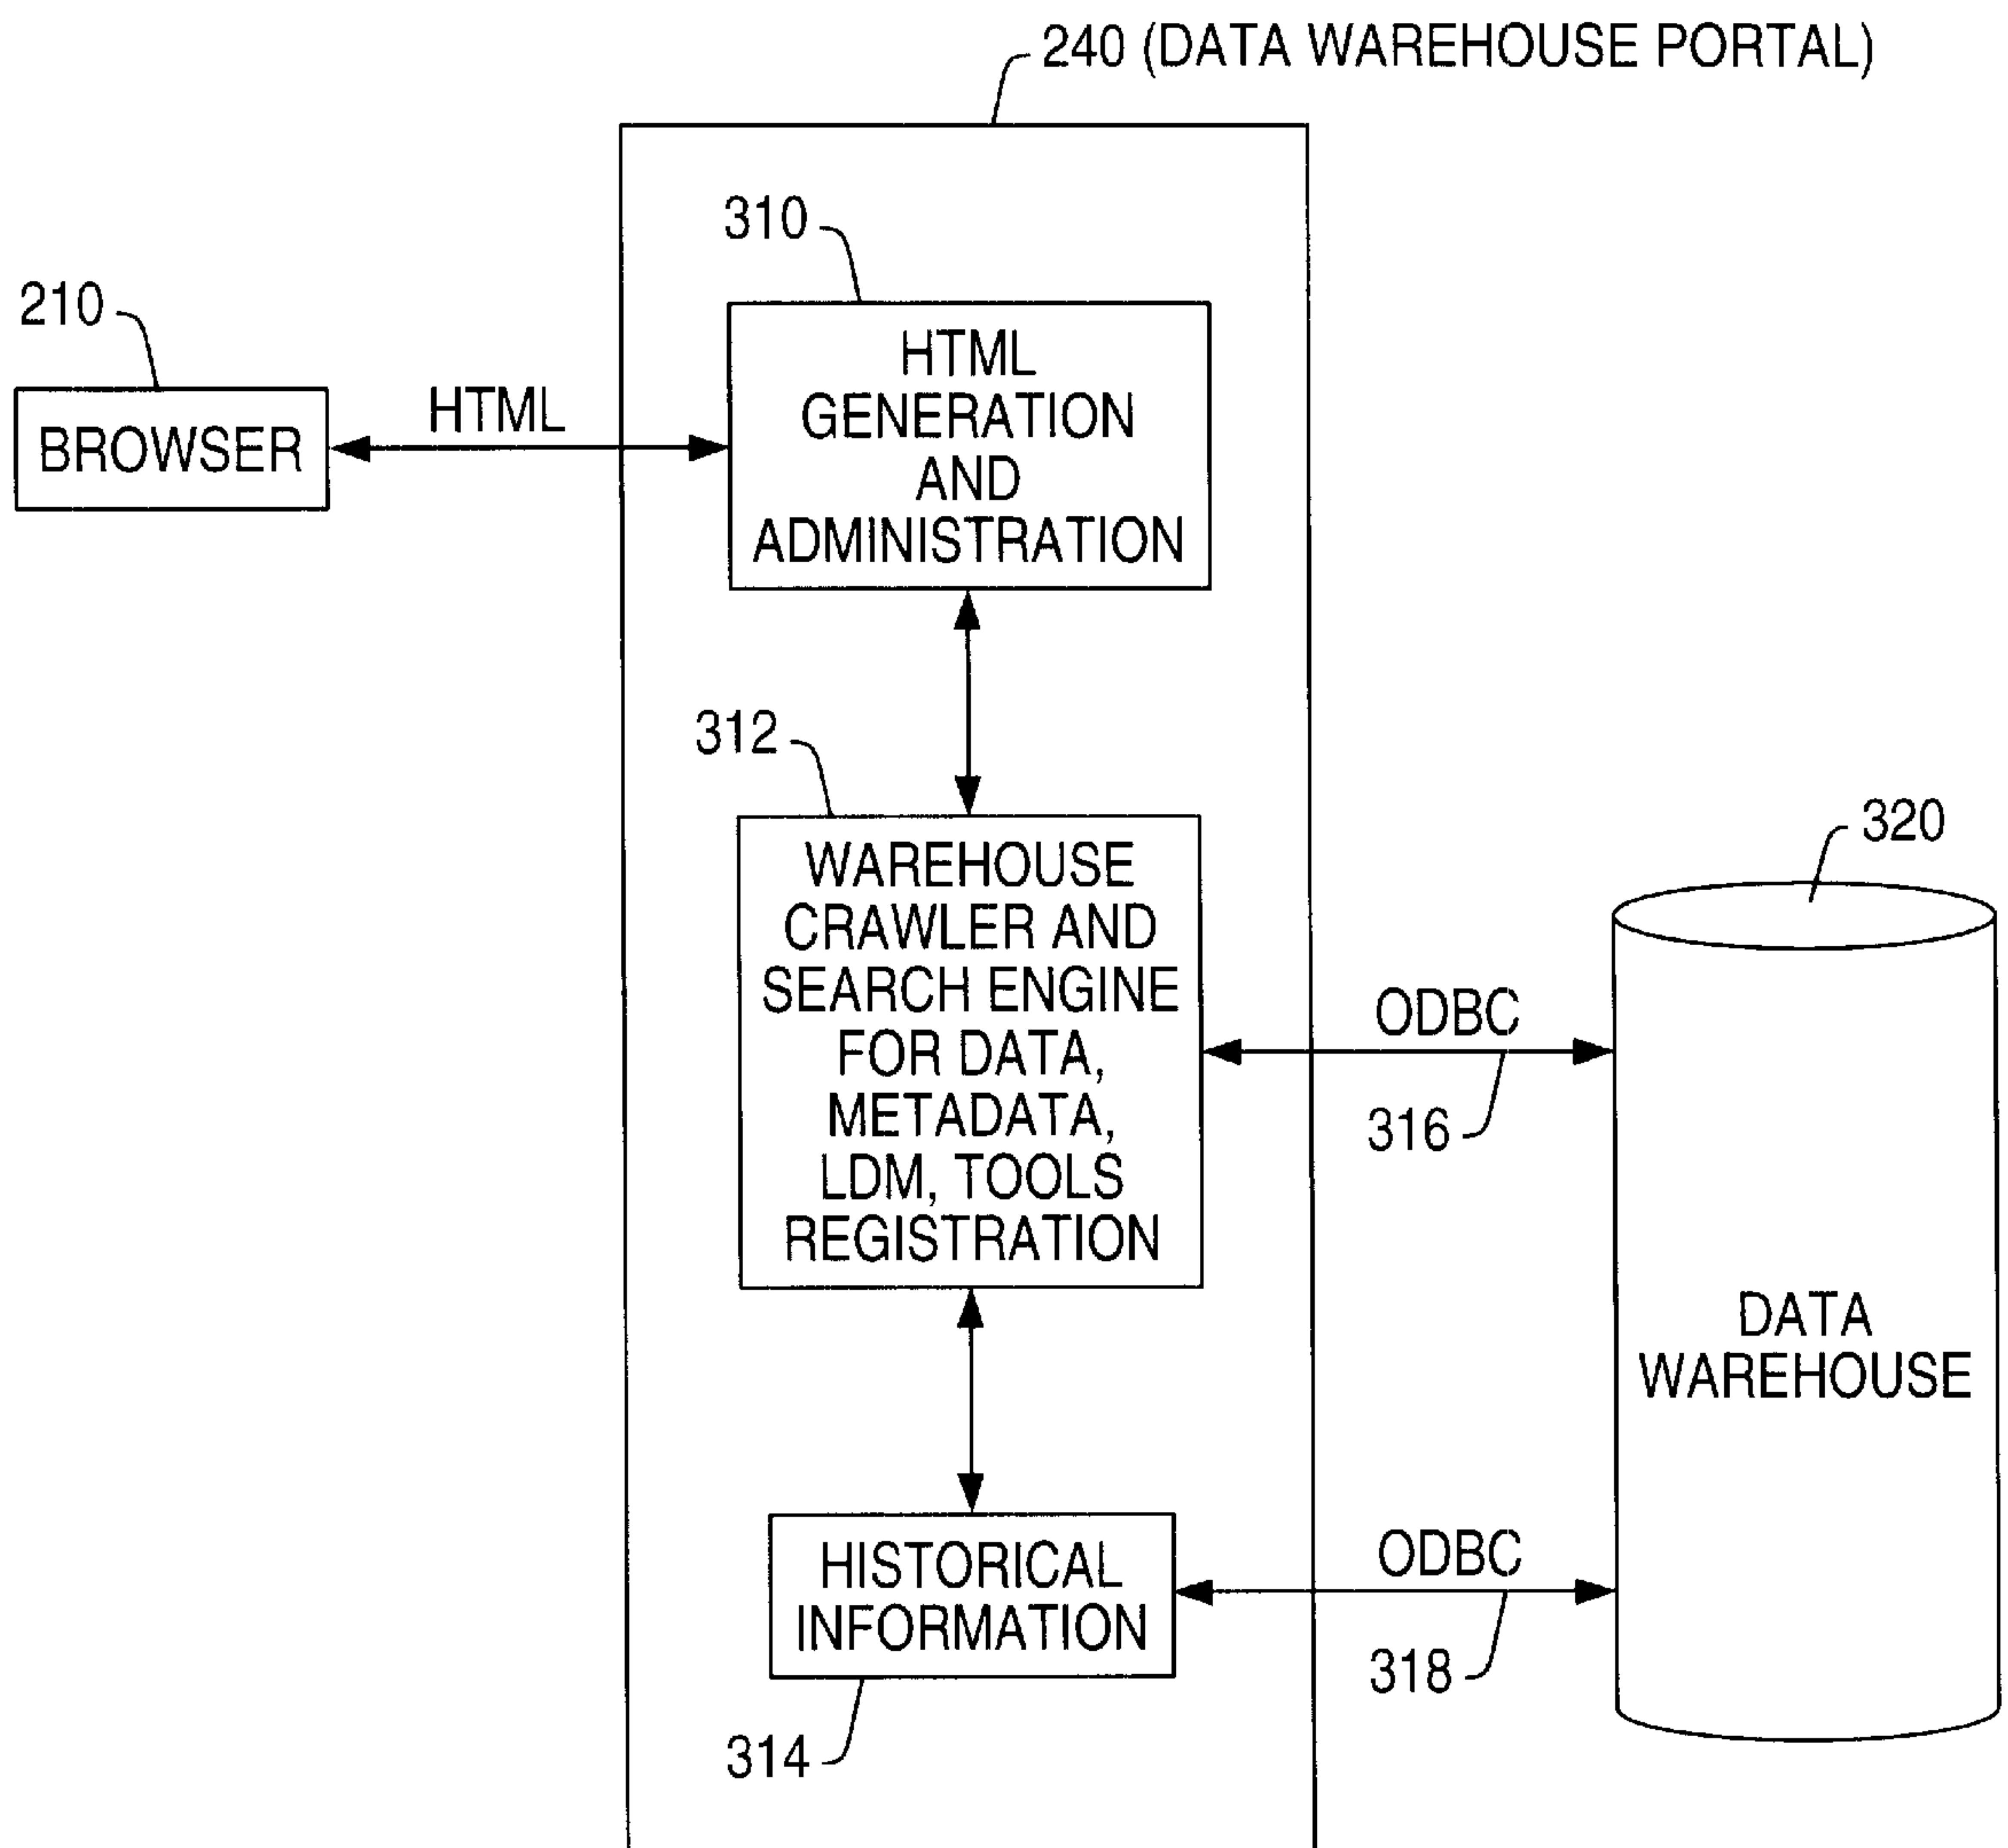 240 (DATA WAREHOUSE PORTAL)
310
210
HTML
GENERATION
AND
ADMINISTRATION
HTML
BROWSER
312
WAREHOUSE
CRAWLER AND
SEARCH ENGINE
FOR DATA,
METADATA,
LDM, TOOLS
REGISTRATION
320
ODBC
316
DATA
WAREHOUSE
HISTORICAL
INFORMATION
ODBC
318
314